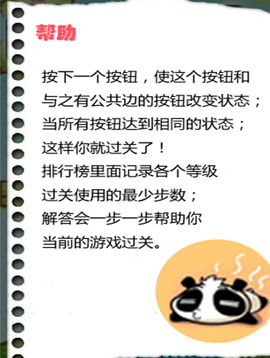 帮助
按下一个按钮，使这个按钮和
与之有公共边的按钮改变状态；
当所有按钮达到相同的状态；
这样你就过关了！
排行榜里面记录各个等级
过关使用的最少步数；
解答会一步一步帮助你
当前的游戏过关。